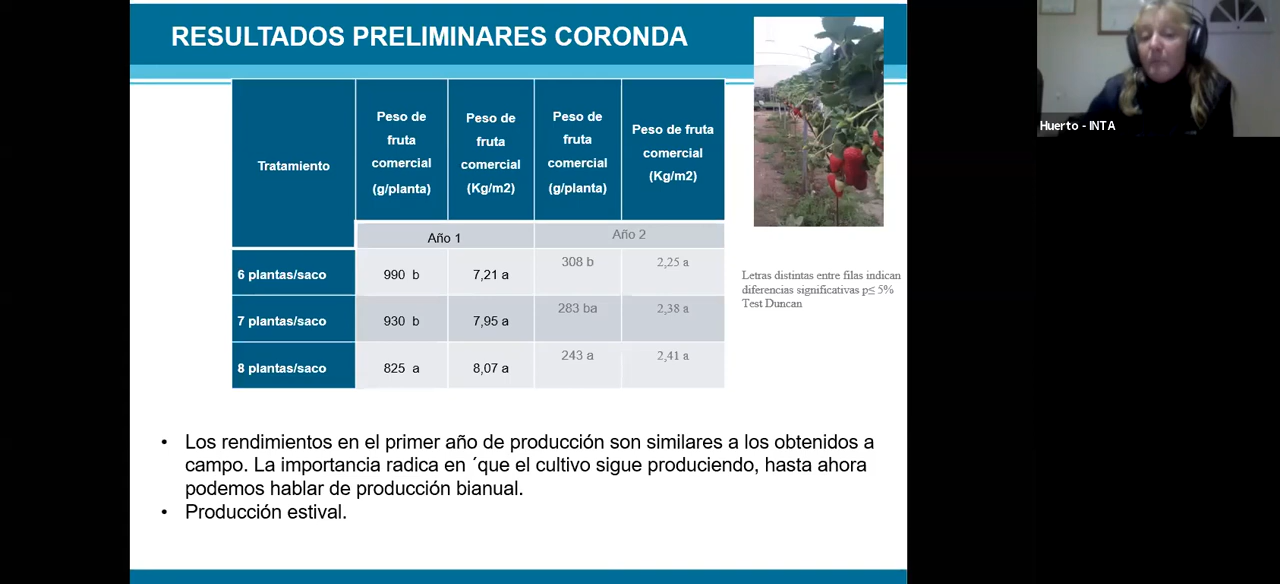 RESULTADOS PRELIMINARES CORONDA
Huerto - INTA
Tratamiento
Peso de
fruta
comercial
(g/planta)
Peso de
fruta
comercial
(Kg/m2)
Peso de
fruta
comercial
(g/planta)
Peso de fruta
comercial
(Kg/m2)
Año 1
Año 2
6 plantas/saco 990 b 7,21 a 308 b 2,25 a
7 plantas/saco 930 b 7,95 a 283 ba 2,38 a
8 plantas/saco 825 a 8,07 a 243 a 2,41 a
Letras distintas entre filas indican
diferencias significativas p≤ 5%
Test Duncan
• Los rendimientos en el primer año de producción son similares a los obtenidos a
campo. La importancia radica en ´que el cultivo sigue produciendo, hasta ahora
podemos hablar de producción bianual.
• Producción estival.